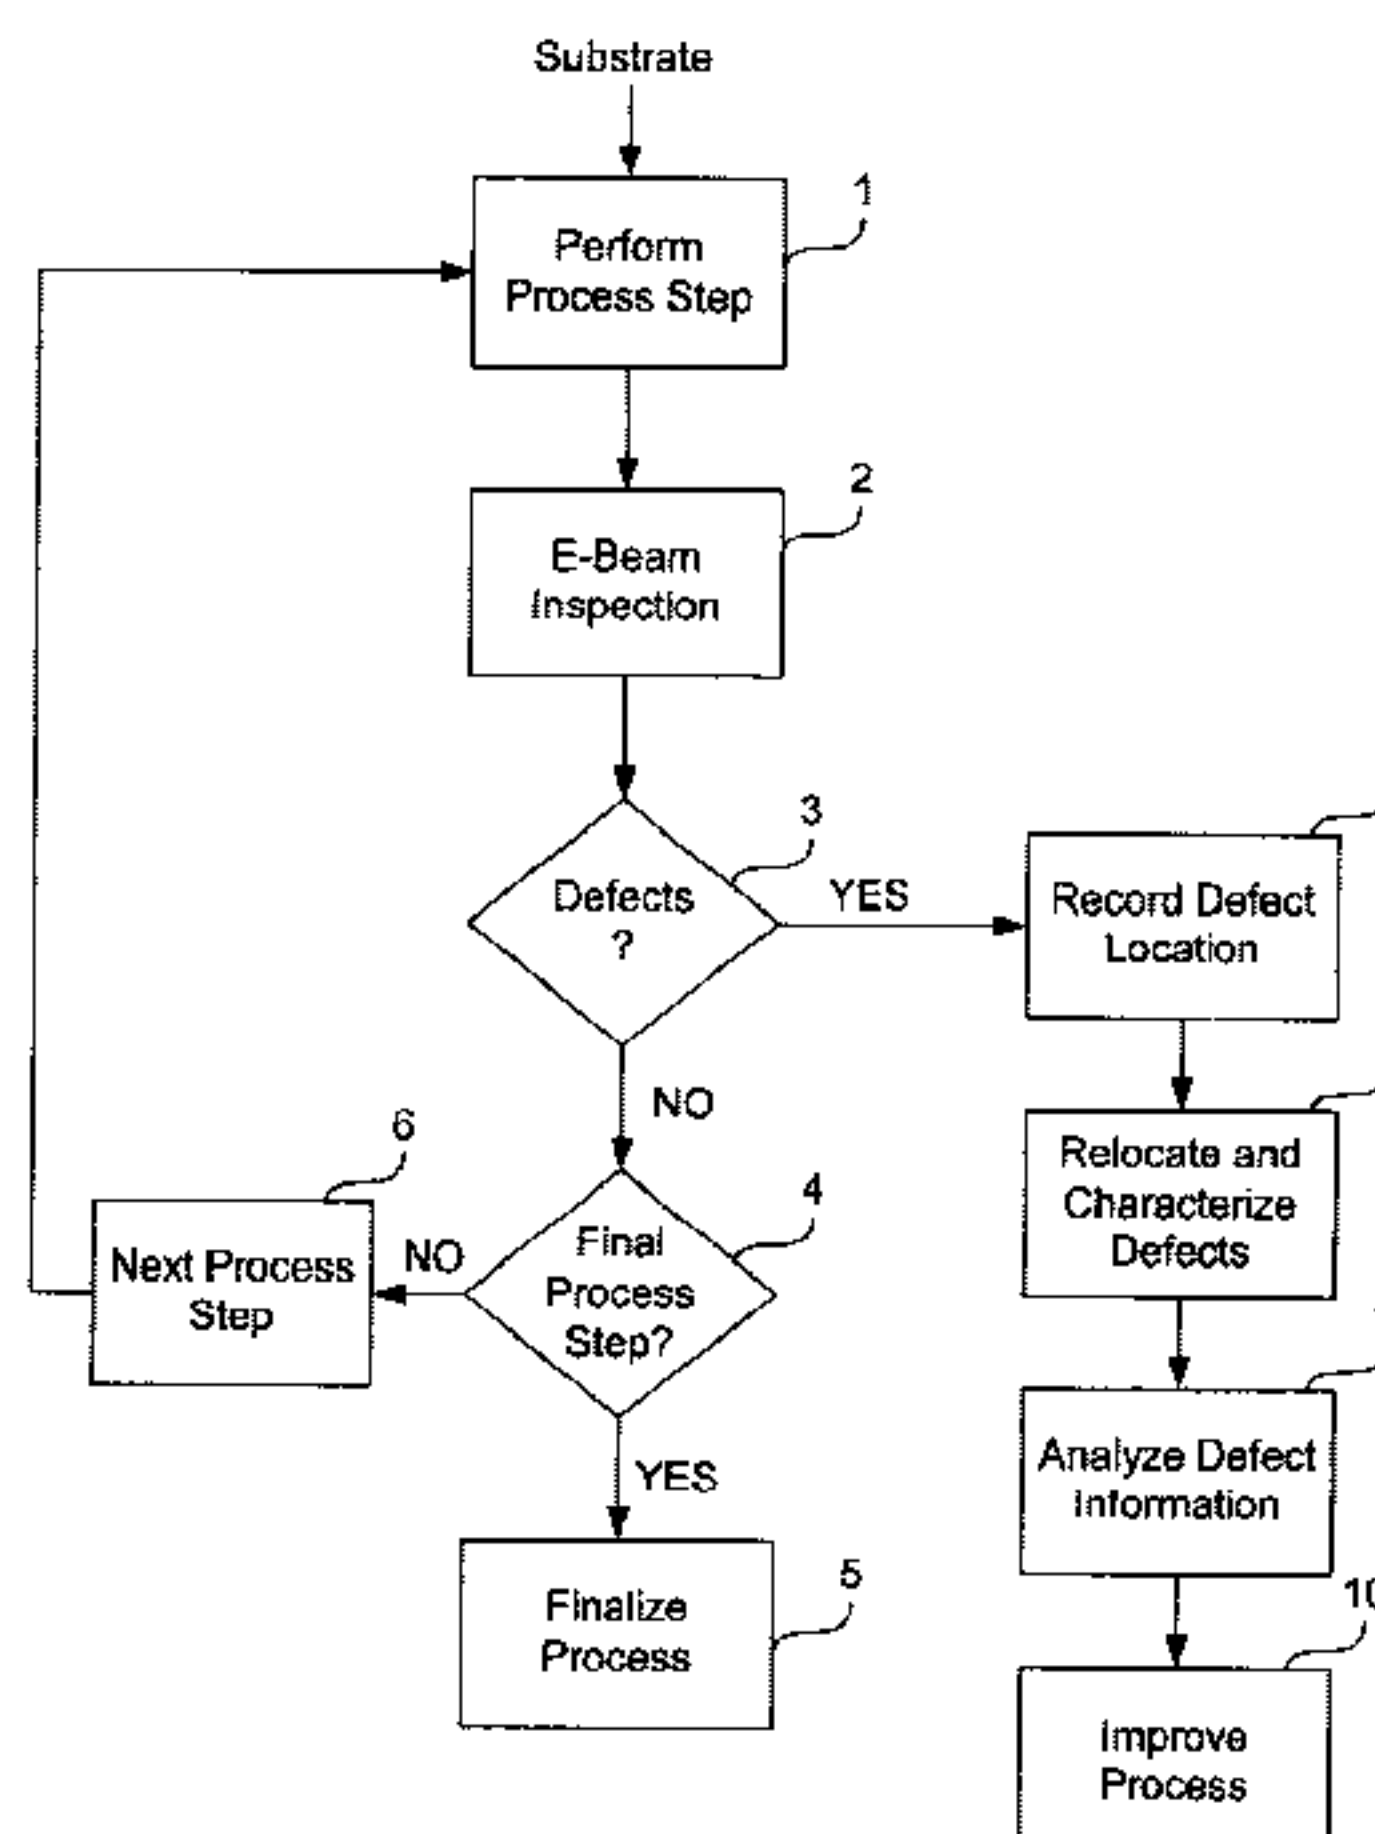 Substrate
1
Perform
Process Step
2
E-Beam
Inspection
3
Defects
?
YES
Record Defect
Location
NO
Relocate and
Characterize
Defects
6
4
Next Process
Step
NO
Final
Process
Step?
YES
Analyze Defect
Information
5
Finalize
Process
10
Improve
Process